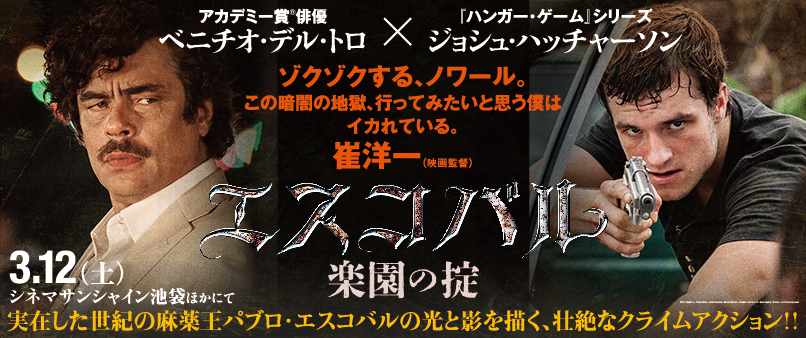 アカデミー賞®俳優
ベニチオ・デル・トロ
×
『ハンガー・ゲーム』シリーズ
ジョシュ・ハッチャーソン
ゾクゾクする、ノワール。
この暗闇の地獄、行ってみたいと思う僕は
イカれている。
崔洋一(映画監督)
エスコバル
楽園の掟
3.12(土)
シネマサンシャイン池袋ほかにて
実在した世紀の麻薬王パブロ・エスコバルの光と影を描く、壮絶なクライムアクション!!